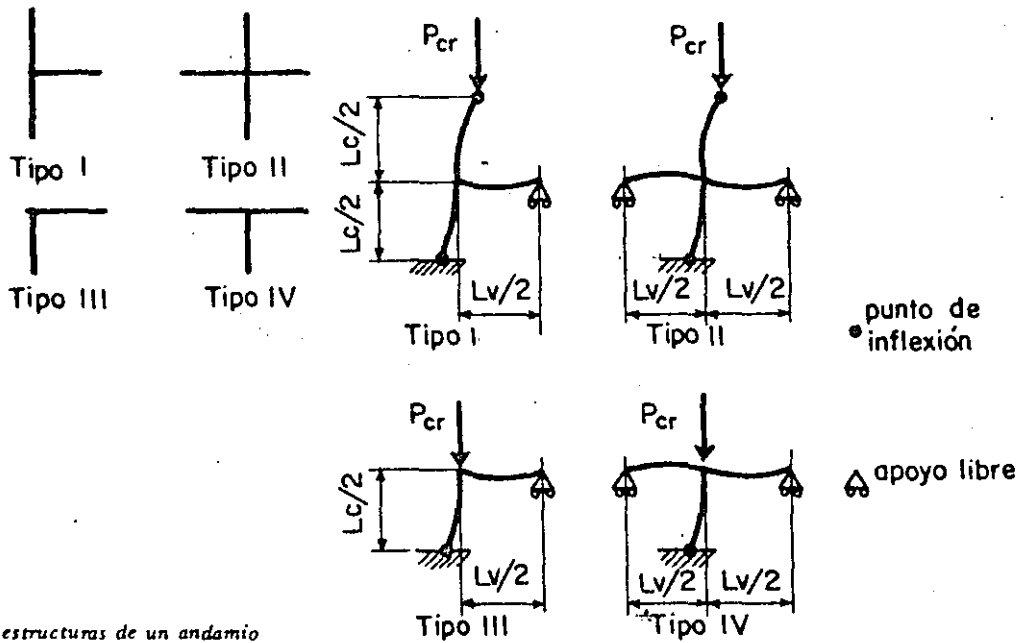 Tipo I
Tipo II
Tipo III
Tipo IV
Pcr
Lc/2
Lc/2
Lv/2
Tipo I
Pcr
Lv/2
Lv/2
Tipo II
punto de
inflexión
Pcr
Lc/2
Lv/2
Tipo III
Pcr
Lv/2
Lv/2
Tipo IV
apoyo libre
estructuras de un andamio